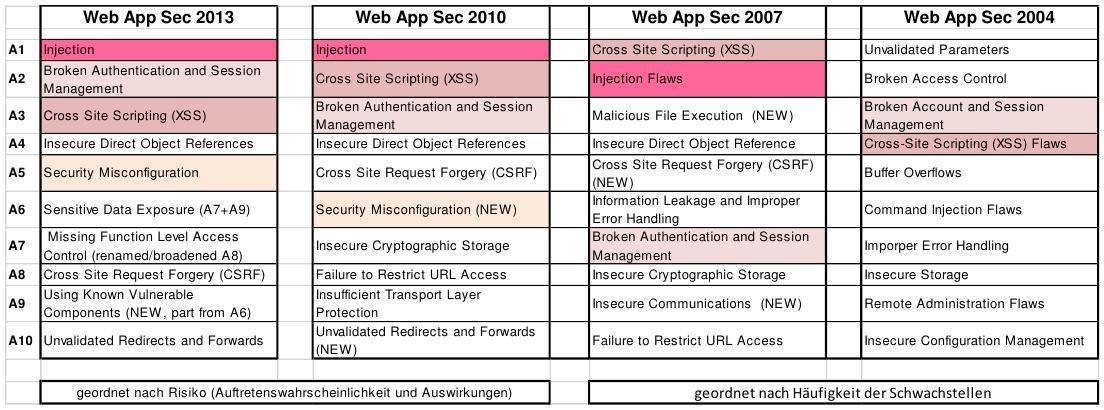 Web App Sec 2013 Web App Sec 2010 Web App Sec 2007 Web App Sec 2004
A1 Injection Injection Cross Site Scripting (XSS) Unvalidated Parameters
A2 Broken Authentication and Session Management Cross Site Scripting (XSS) Injection Flaws Broken Access Control
A3 Cross Site Scripting (XSS) Broken Authentication and Session Management Malicious File Execution (NEW) Broken Account and Session Management
A4 Insecure Direct Object References Insecure Direct Object References Insecure Direct Object Reference Cross-Site Scripting (XSS) Flaws
A5 Security Misconfiguration Cross Site Request Forgery (CSRF) Cross Site Request Forgery (CSRF) (NEW) Buffer Overflows
A6 Sensitive Data Exposure (A7+A9) Security Misconfiguration (NEW) Information Leakage and Improper Error Handling Command Injection Flaws
A7 Missing Function Level Access Control (renamed/broadened A8) Insecure Cryptographic Storage Broken Authentication and Session Management Imporper Error Handling
A8 Cross Site Request Forgery (CSRF) Failure to Restrict URL Access Insecure Cryptographic Storage Insecure Storage
A9 Using Known Vulnerable Components (NEW, part from A6) Insufficient Transport Layer Protection Insecure Communications (NEW) Remote Administration Flaws
A10 Unvalidated Redirects and Forwards Unvalidated Redirects and Forwards (NEW) Failure to Restrict URL Access Insecure Configuration Management
geordnet nach Risiko (Auftretenswahrscheinlichkeit und Auswirkungen) geordnet nach Häufigkeit der Schwachstellen